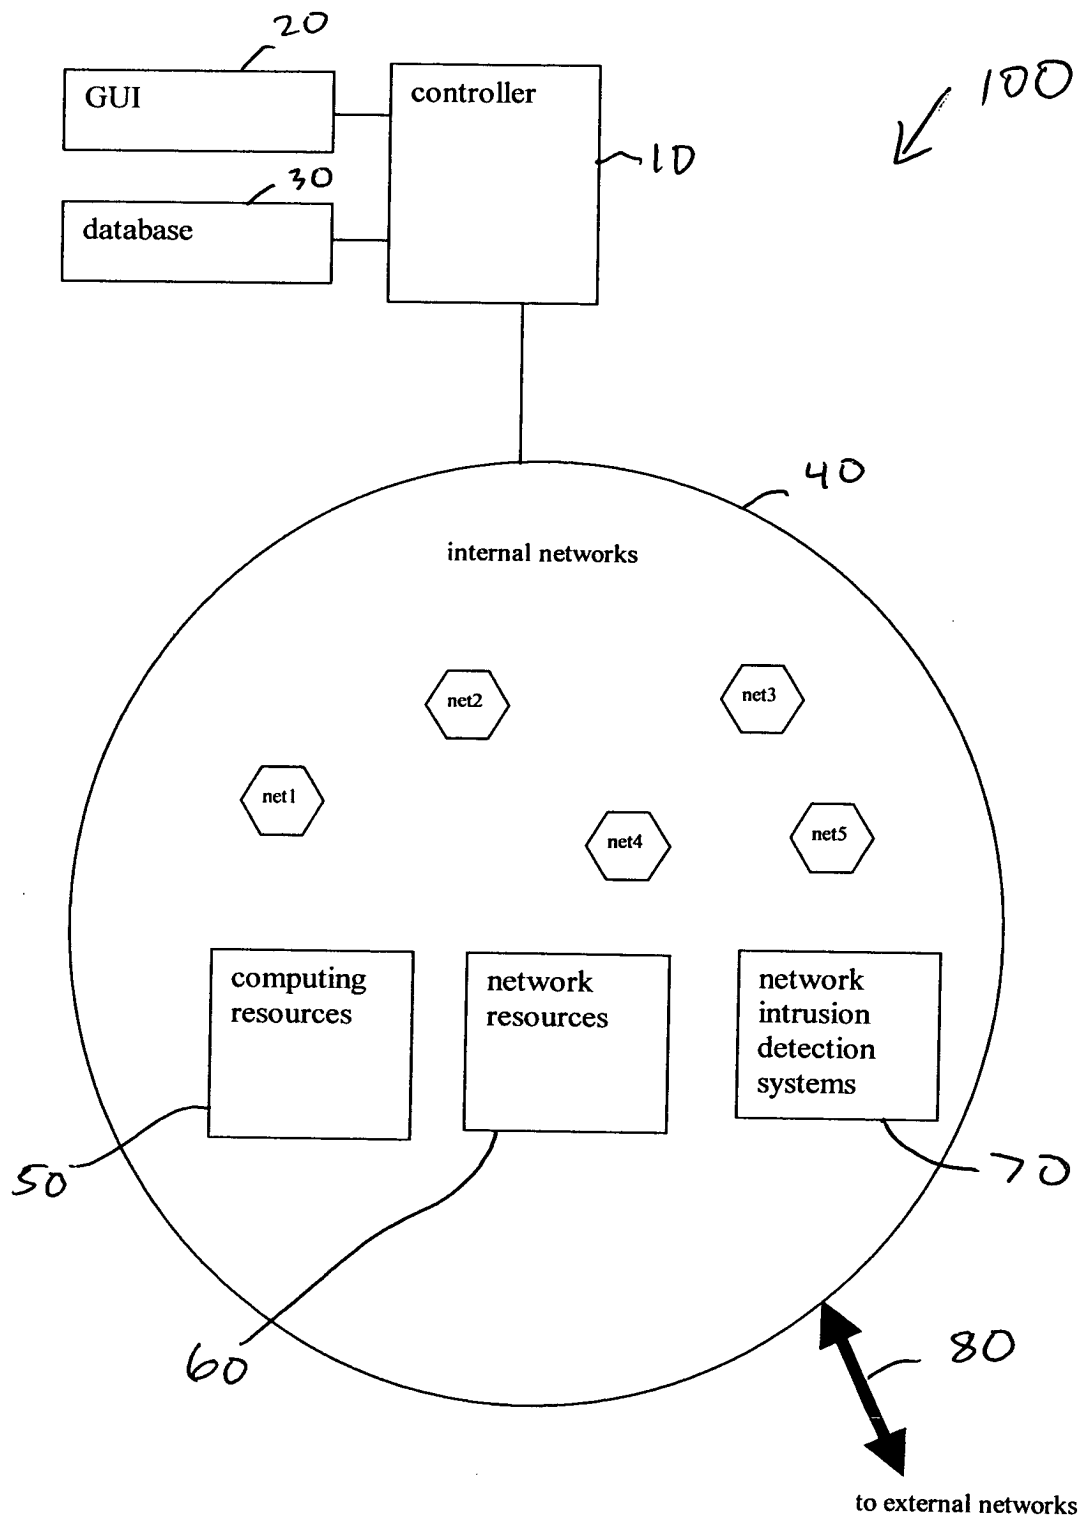 20
GUI
controller
100
10
30
database
40
internal networks
net2
net3
net1
net4
net5
computing
resources
network
resources
network
intrusion
detection
systems
50
70
60
80
to external networks